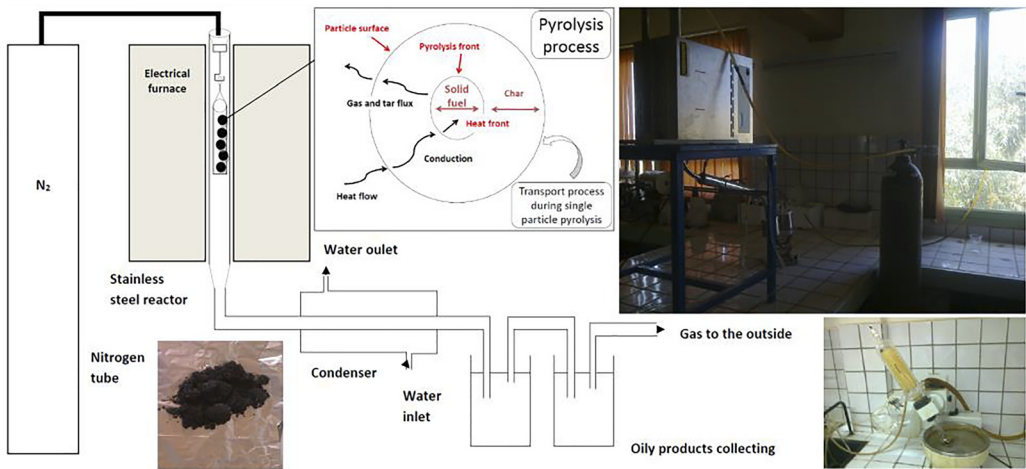 N₂
Electrical
furnace
Particle surface
Pyrolysis front
Pyrolysis
process
Solid
fuel
Char
Gas and tar flux
Heat front
Conduction
Heat flow
Transport process
during single
particle pyrolysis
Stainless
steel reactor
Water oulet
Nitrogen
tube
Condenser
Water
inlet
Gas to the outside
Oily products collecting